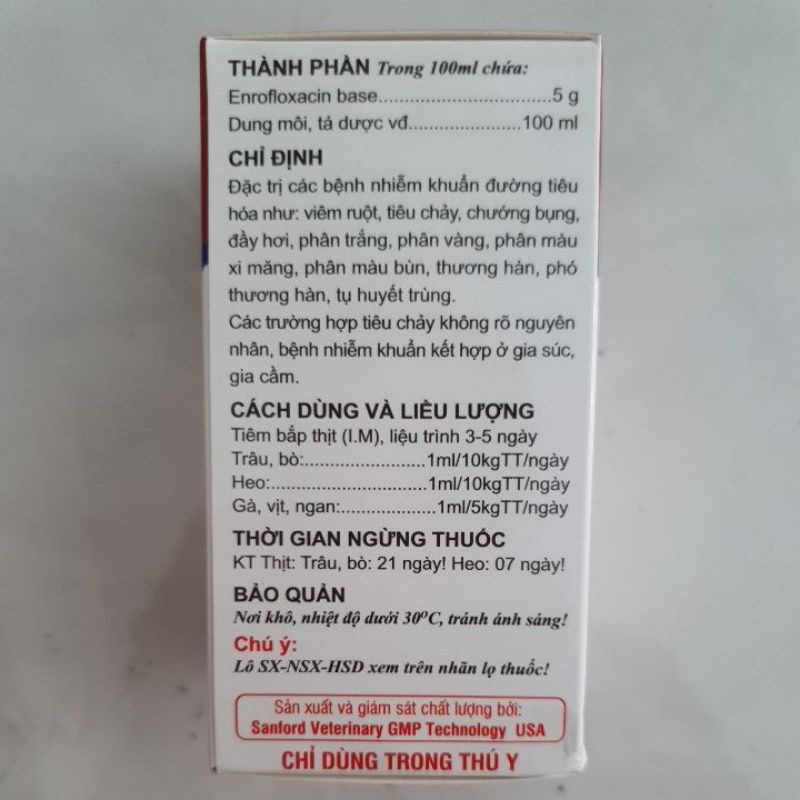 THÀNH PHẦN Trong 100ml chứa:
Enrofloxacin base................................5 g
Dung môi, tá dược vđ.....................100 ml
CHỈ ĐỊNH
Đặc trị các bệnh nhiễm khuẩn đường tiêu
hóa như: viêm ruột, tiêu chảy, chướng bụng,
đầy hơi, phân trắng, phân vàng, phân màu
xi măng, phân màu bùn, thương hàn, phó
thương hàn, tụ huyết trùng.
Các trường hợp tiêu chảy không rõ nguyên
nhân, bệnh nhiễm khuẩn kết hợp ở gia súc,
gia cầm.
CÁCH DÙNG VÀ LIỀU LƯỢNG
Tiêm bắp thịt (I.M), liệu trình 3-5 ngày
Trâu, bò:.......................1ml/10kgTT/ngày
Heo:..............................1ml/10kgTT/ngày
Gà, vịt, ngan:..................1ml/5kgTT/ngày
THỜI GIAN NGỪNG THUỐC
KT Thịt: Trâu, bò: 21 ngày! Heo: 07 ngày!
BẢO QUẢN
Nơi khô, nhiệt độ dưới 30⁰C, tránh ánh sáng!
Chú ý:
Lô SX-NSX-HSD xem trên nhãn lọ thuốc!
Sản xuất và giám sát chất lượng bởi:
Sanford Veterinary GMP Technology USA
CHỈ DÙNG TRONG THÚ Y